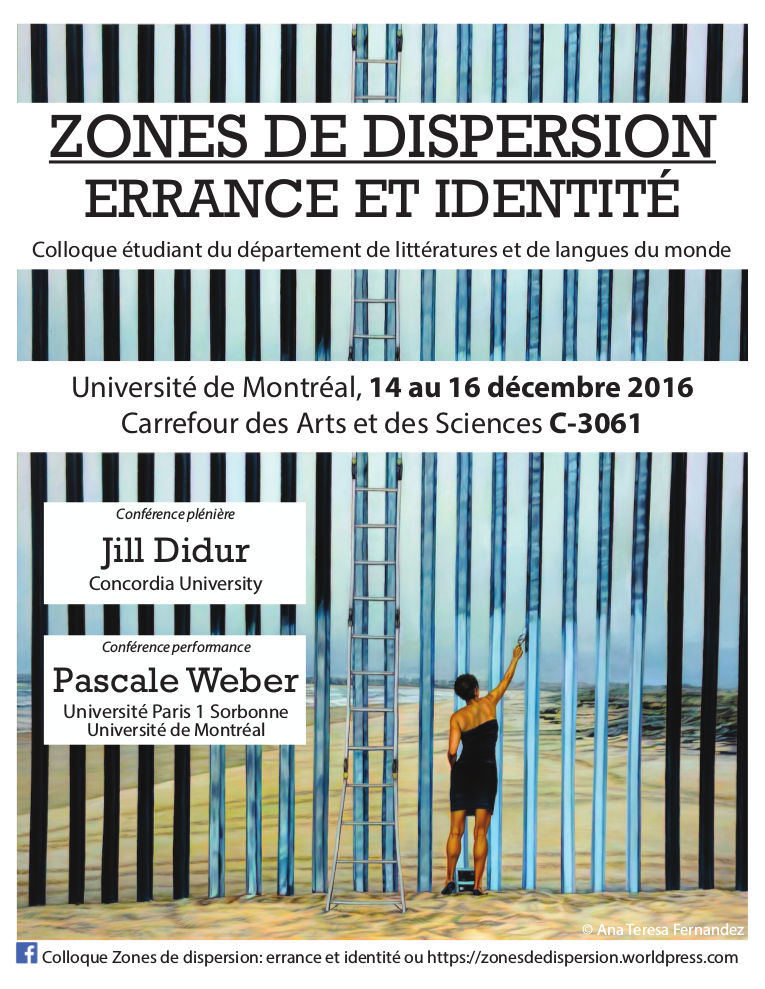 ZONES DE DISPERSION
ERRANCE ET IDENTITÉ
Colloque étudiant du département de littératures et de langues du monde
Université de Montréal, 14 au 16 décembre 2016
Carrefour des Arts et des Sciences C-3061
Conférence plénière
Jill Didur
Concordia University
Conférence performance
Pascale Weber
Université Paris 1 Sorbonne
Université de Montréal
© Ana Teresa Fernandez
f Colloque Zones de dispersion: errance et identité ou https://zonesdedispersion.worldpress.com